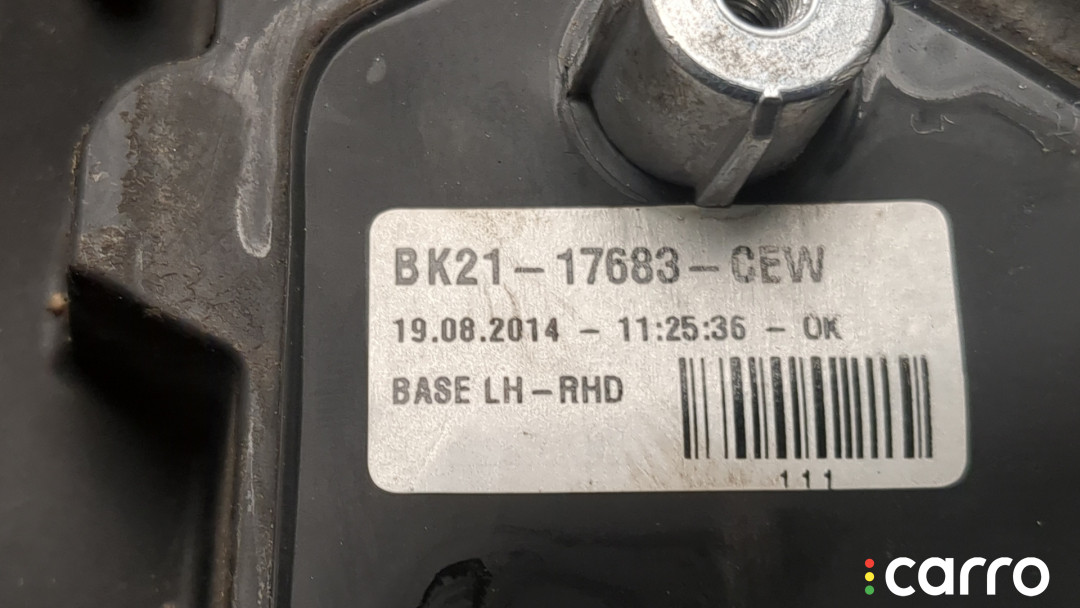 BK21-17683-CEW
19.08.2014 - 11:25:36 - OK
BASE LH-RHD
111
carro